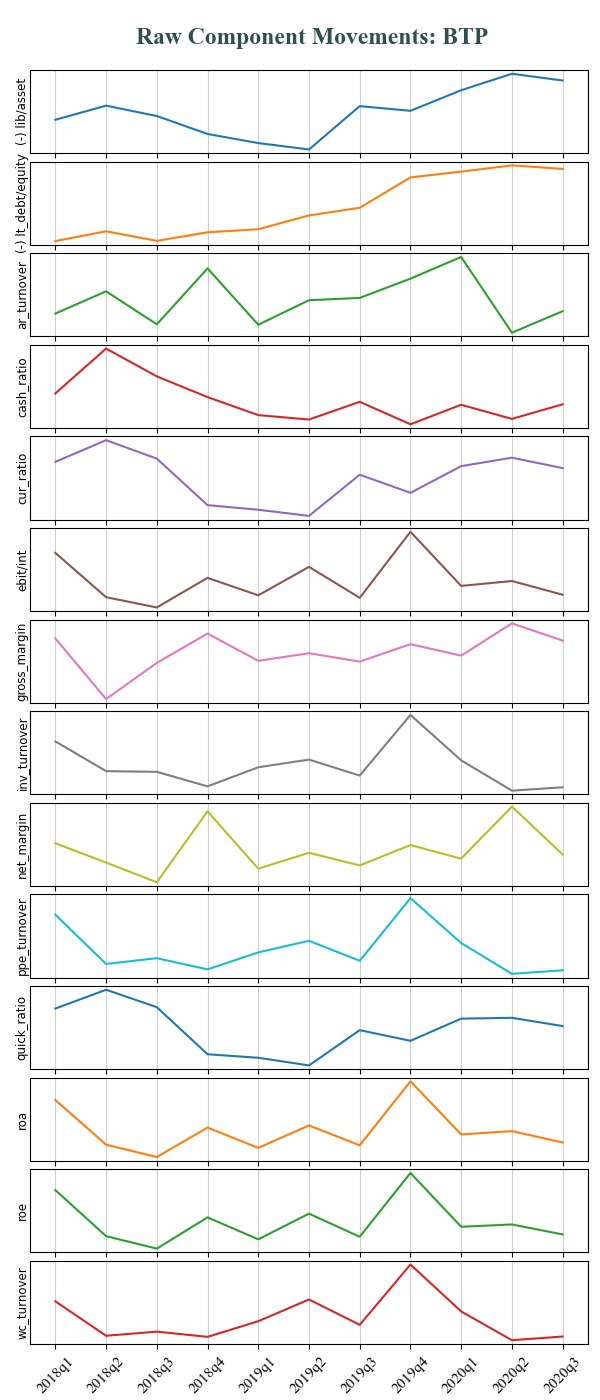 Raw Component Movements: BTP
(-) lib/asset
(-) lt_debt/equity
ar_turnover
cash_ratio
cur_ratio
ebit/int
gross_margin
inv_turnover
net_margin
ppe_turnover
quick_ratio
roa
roe
wc_turnover
2018q1 2018q2 2018q3 2018q4 2019q1 2019q2 2019q3 2019q4 2020q1 2020q2 2020q3